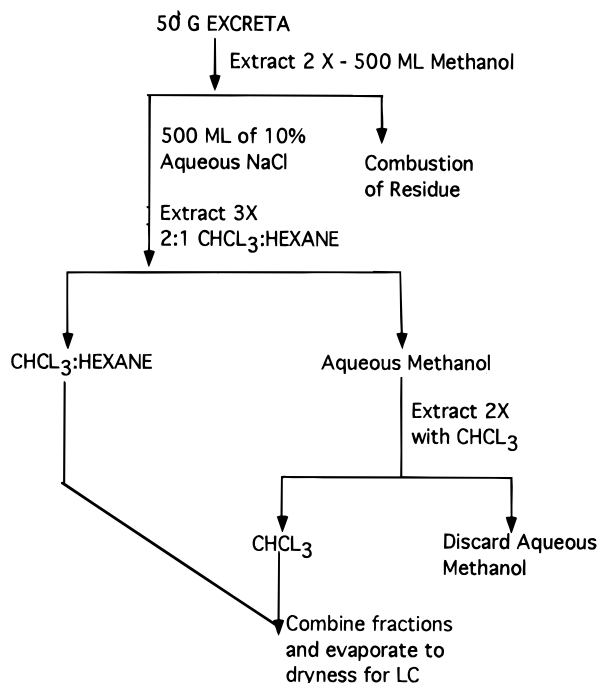 50 G EXCRETA
Extract 2 X - 500 ML Methanol
500 ML of 10%
Aqueous NaCl
Combustion
of Residue
Extract 3X
2:1 CHCL3:HEXANE
CHCL3:HEXANE
Aqueous Methanol
Extract 2X
with CHCL3
CHCL3
Discard Aqueous
Methanol
Combine fractions
and evaporate to
dryness for LC